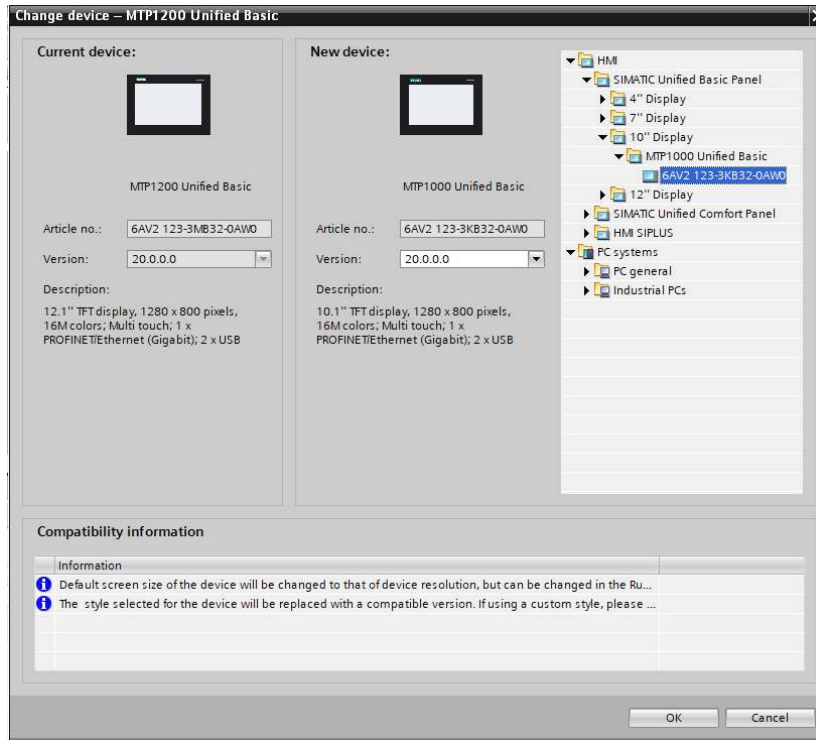 Change device – MTP1200 Unified Basic
Current device:
MTP1200 Unified Basic
Article no.: 6AV2 123-3MB32-0AW0
Version: 20.0.0.0
Description:
12.1'' TFT display, 1280 x 800 pixels,
16M colors; Multi touch; 1 x
PROFINET/Ethernet (Gigabit); 2 x USB
New device:
MTP1000 Unified Basic
Article no.: 6AV2 123-3KB32-0AW0
Version: 20.0.0.0
Description:
10.1'' TFT display, 1280 x 800 pixels,
16M colors; Multi touch; 1 x
PROFINET/Ethernet (Gigabit); 2 x USB
HMI
SIMATIC Unified Basic Panel
4'' Display
7'' Display
10'' Display
MTP1000 Unified Basic
6AV2 123-3KB32-0AW0
12'' Display
SIMATIC Unified Comfort Panel
HMI SIPLUS
PC systems
PC general
Industrial PCs
Compatibility information
Information
Default screen size of the device will be changed to that of device resolution, but can be changed in the Ru...
The style selected for the device will be replaced with a compatible version. If using a custom style, please ...
OK
Cancel